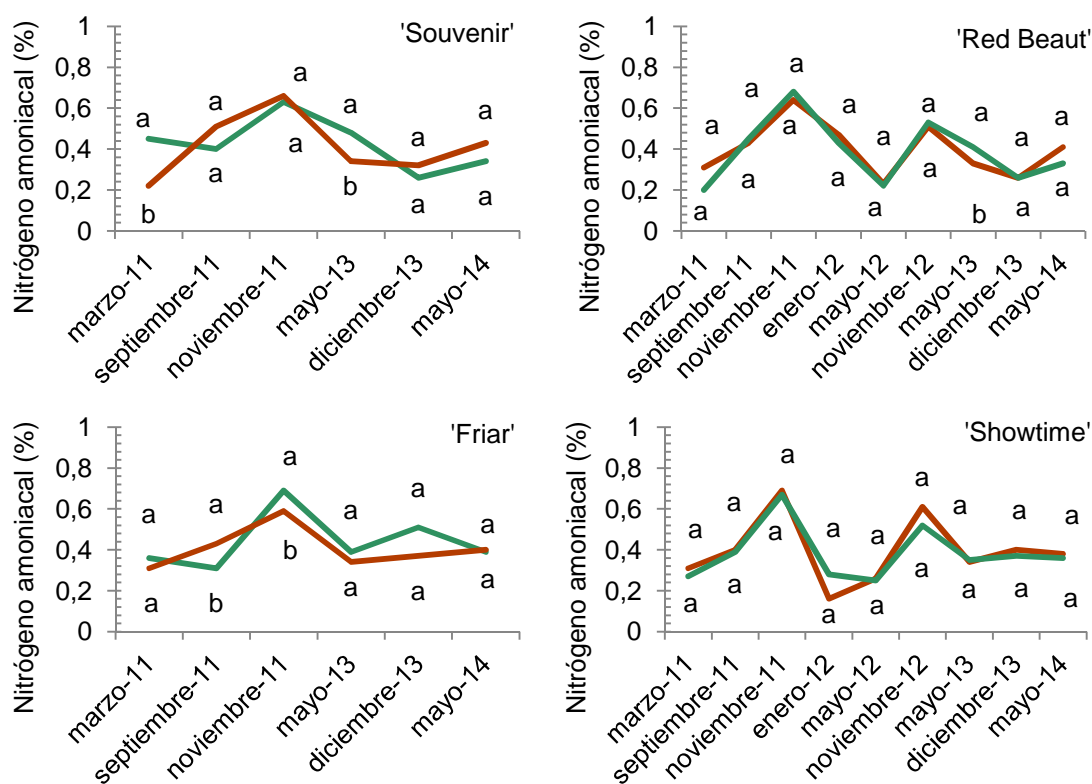 'Souvenir'
Nitrógeno amoniacal (%)
1
0,8
0,6
0,4
0,2
0
a a a a a a
b a a b a a
marzo-11
septiembre-11
noviembre-11
mayo-13
diciembre-13
mayo-14
'Red Beaut'
Nitrógeno amoniacal (%)
1
0,8
0,6
0,4
0,2
0
a a a a a a a a a
a a a a a a b a a
marzo-11
septiembre-11
noviembre-11
enero-12
mayo-12
noviembre-12
mayo-13
diciembre-13
mayo-14
'Friar'
Nitrógeno amoniacal (%)
1
0,8
0,6
0,4
0,2
0
a a a a a a
a b b a a a
marzo-11
septiembre-11
noviembre-11
mayo-13
diciembre-13
mayo-14
'Showtime'
Nitrógeno amoniacal (%)
1
0,8
0,6
0,4
0,2
0
a a a a a a a a a
a a a a a a a a a
marzo-11
septiembre-11
noviembre-11
enero-12
mayo-12
noviembre-12
mayo-13
diciembre-13
mayo-14